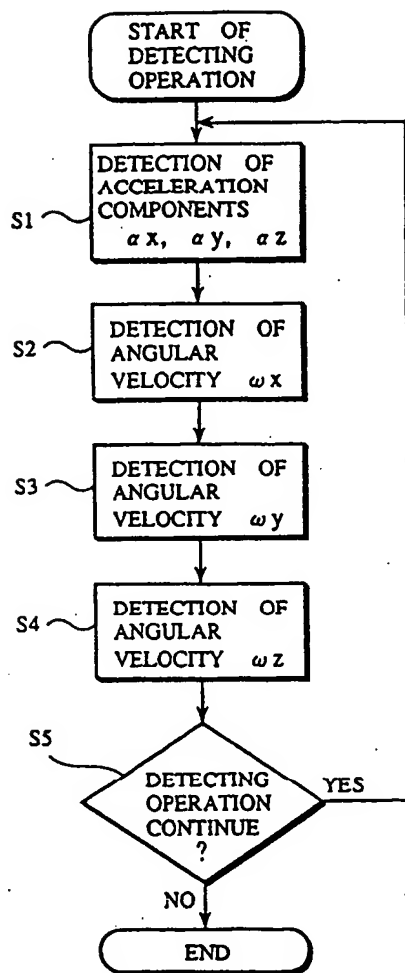 START OF
DETECTING
OPERATION
DETECTION OF
ACCELERATION
COMPONENTS
αx, αy, αz
S1
DETECTION OF
ANGULAR
VELOCITY ωx
S2
DETECTION OF
ANGULAR
VELOCITY ωy
S3
DETECTION OF
ANGULAR
VELOCITY ωz
S4
S5
DETECTING
OPERATION
CONTINUE
?
YES
NO
END